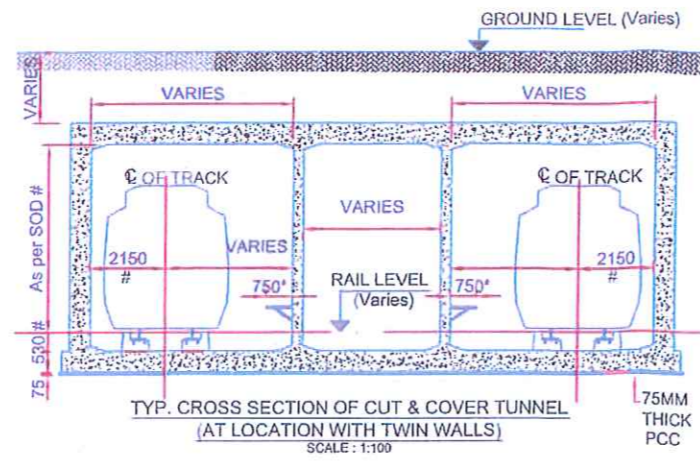 GROUND LEVEL (Varies)
VARIES
VARIES
VARIES
℄ OF TRACK
℄ OF TRACK
As per SOD #
VARIES
2150
#
VARIES
2150
#
750*
RAIL LEVEL
(Varies)
750*
530 #
75
75MM
THICK
PCC
TYP. CROSS SECTION OF CUT & COVER TUNNEL
(AT LOCATION WITH TWIN WALLS)
SCALE : 1:100